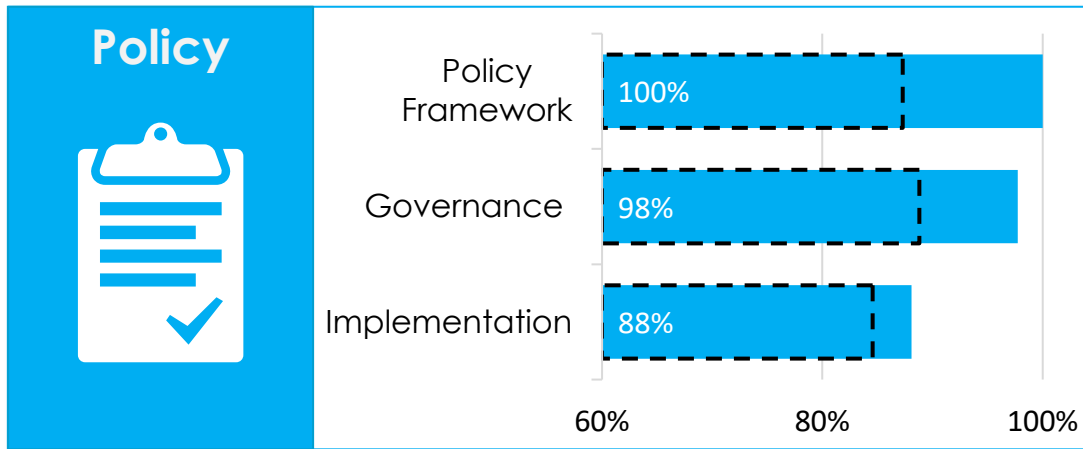 Policy
Policy
Framework
100%
Governance
98%
Implementation
88%
60%
80%
100%